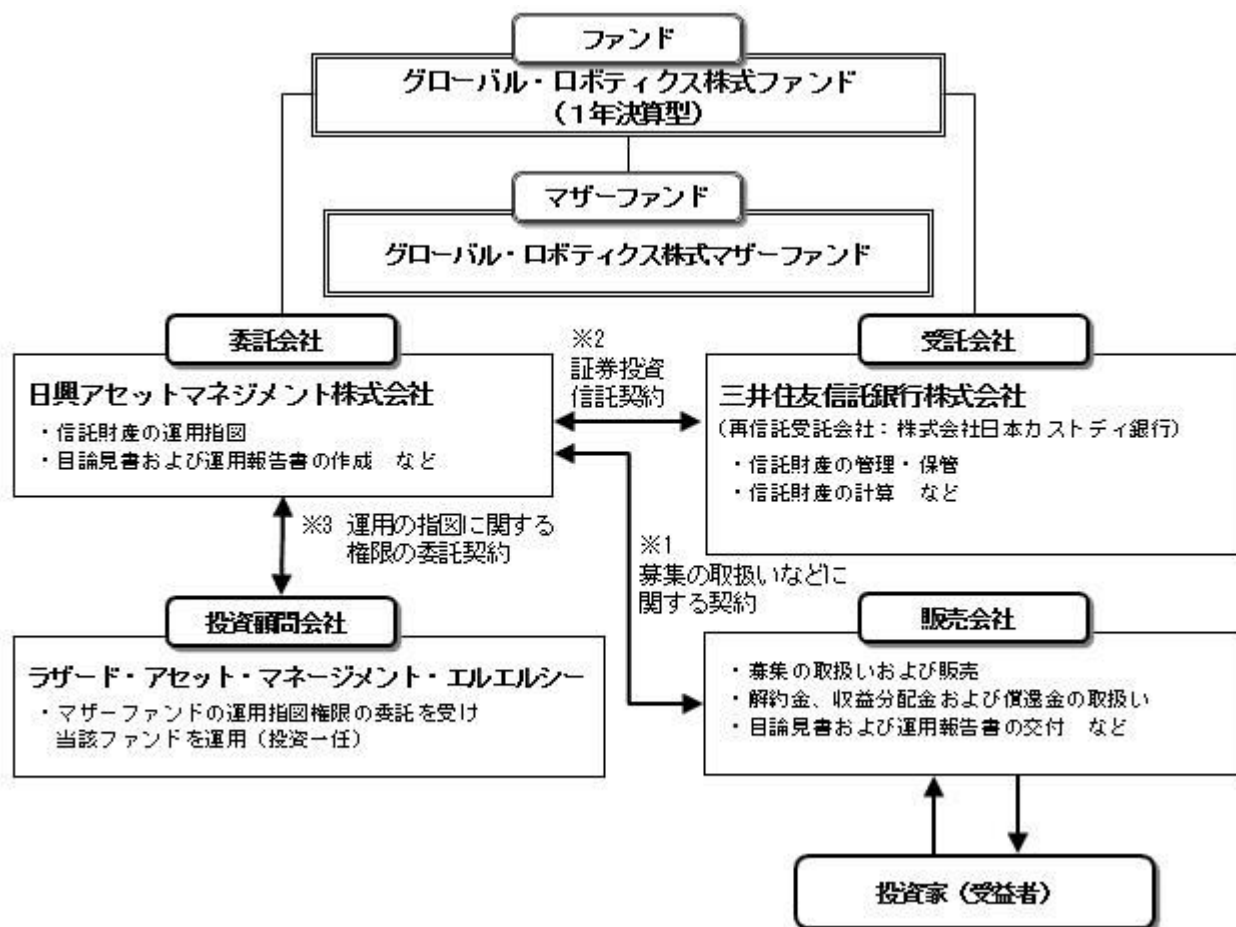 ファンド
グローバル・ロボティクス株式ファンド
(1年決算型)
マザーファンド
グローバル・ロボティクス株式マザーファンド
委託会社
日興アセットマネジメント株式会社
・信託財産の運用指図
・目論見書および運用報告書の作成 など
※2
証券投資
信託契約
受託会社
三井住友信託銀行株式会社
(再信託受託会社:株式会社日本カストディ銀行)
・信託財産の管理・保管
・信託財産の計算 など
※3 運用の指図に関する
権限の委託契約
※1
募集の取扱いなどに
関する契約
投資顧問会社
ラザード・アセット・マネージメント・エルエルシー
・マザーファンドの運用指図権限の委託を受け
当該ファンドを運用(投資一任)
販売会社
・募集の取扱いおよび販売
・解約金、収益分配金および償還金の取扱い
・目論見書および運用報告書の交付 など
投資家(受益者)